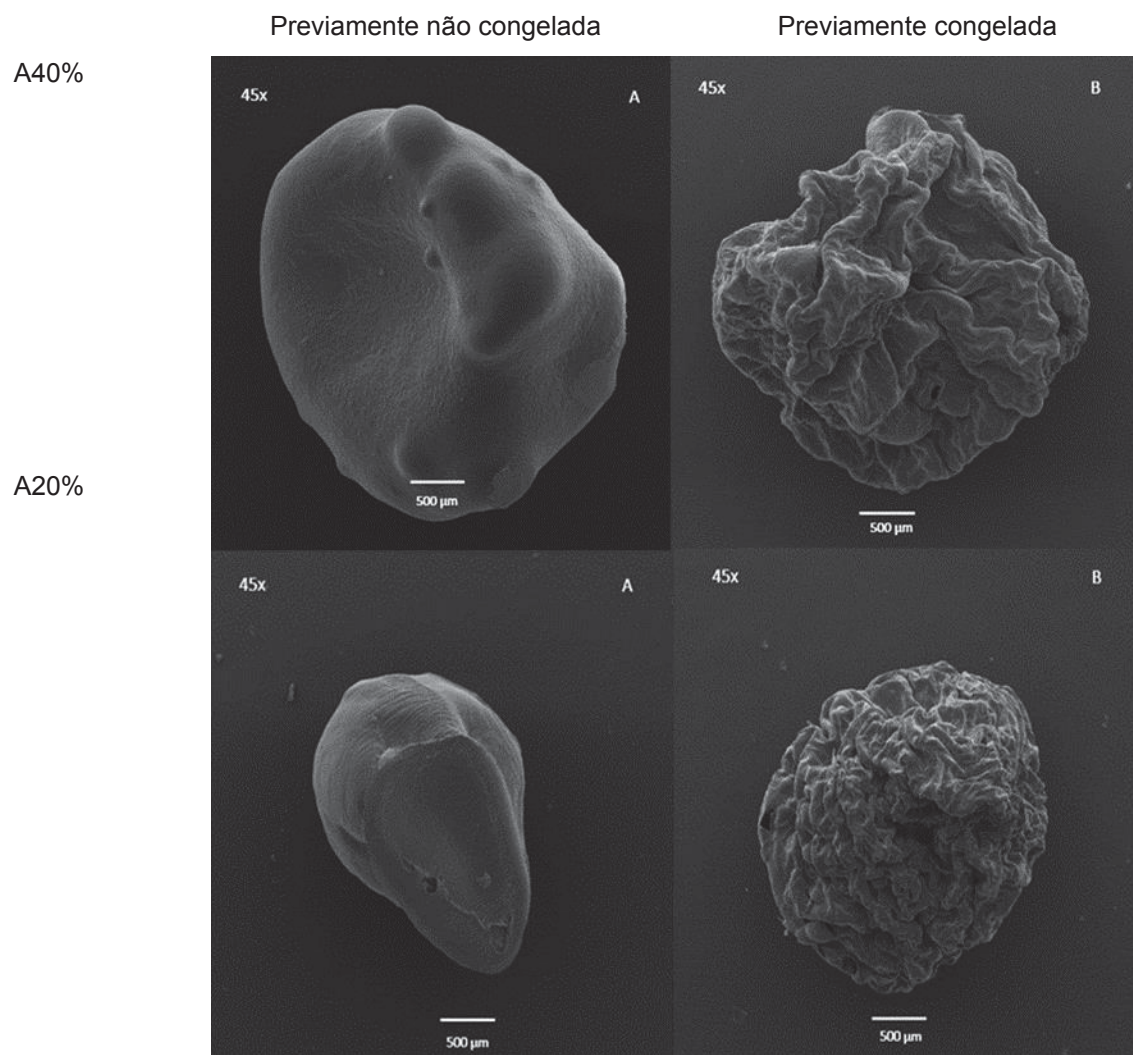 Previamente não congelada Previamente congelada
A40%
45x A 45x B
500 µm
500 µm
A20%
45x A 45x B
500 µm
500 µm